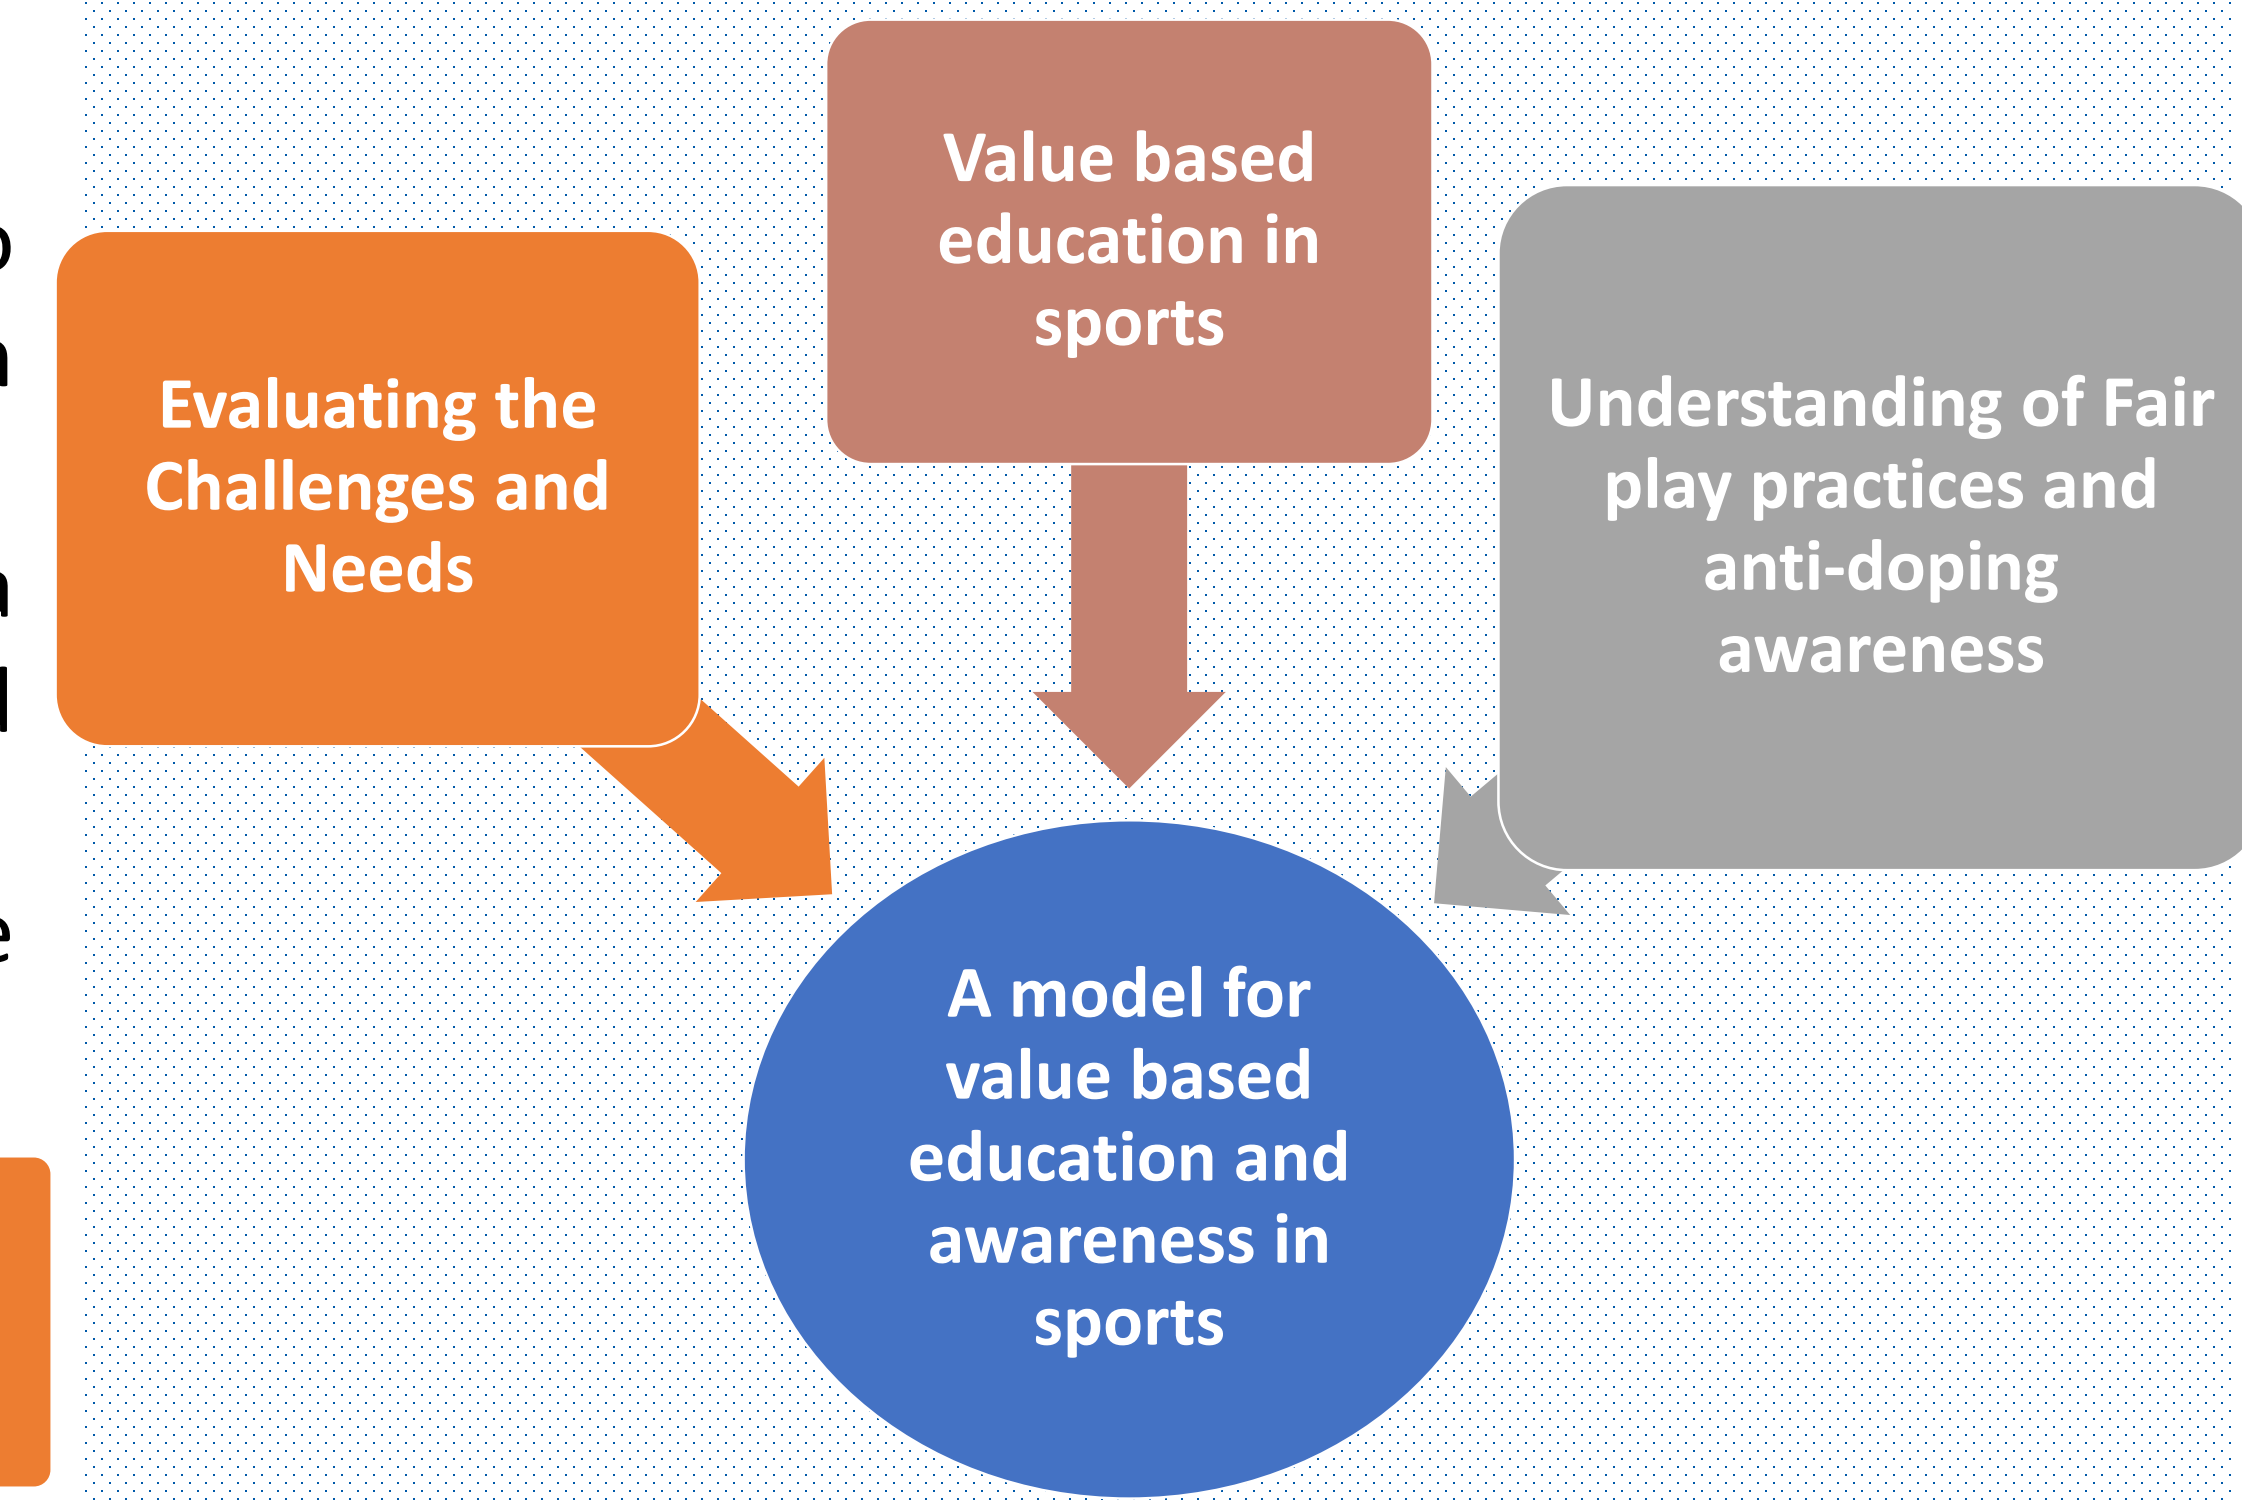 Value based
education in
sports
Evaluating the
Challenges and
Needs
Understanding of Fair
play practices and
anti-doping
awareness
A model for
value based
education and
awareness in
sports